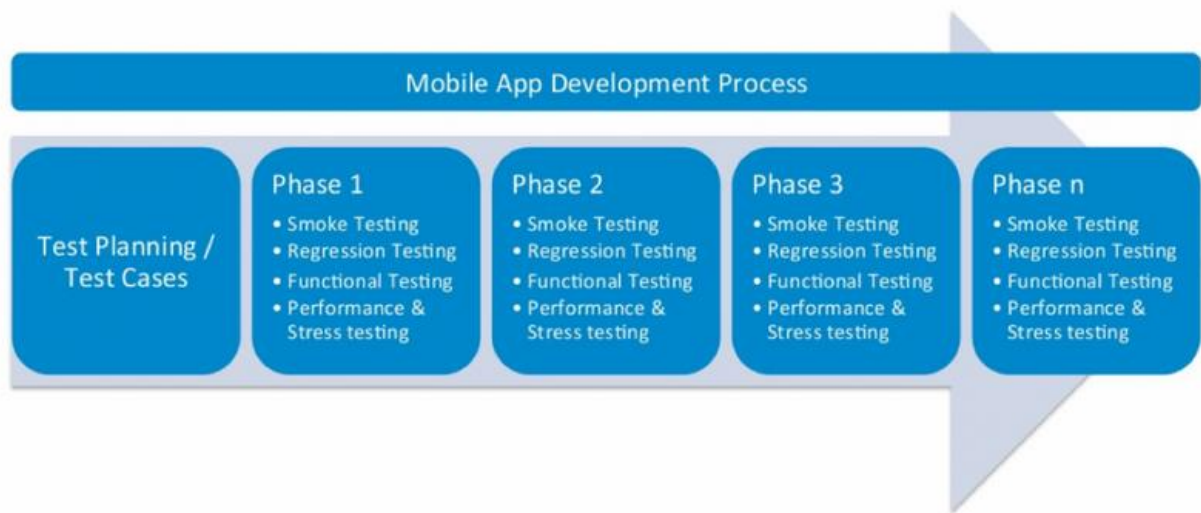 Mobile App Development Process
Test Planning /
Test Cases
Phase 1
• Smoke Testing
• Regression Testing
• Functional Testing
• Performance &
Stress testing
Phase 2
• Smoke Testing
• Regression Testing
• Functional Testing
• Performance &
Stress testing
Phase 3
• Smoke Testing
• Regression Testing
• Functional Testing
• Performance &
Stress testing
Phase n
• Smoke Testing
• Regression Testing
• Functional Testing
• Performance &
Stress testing